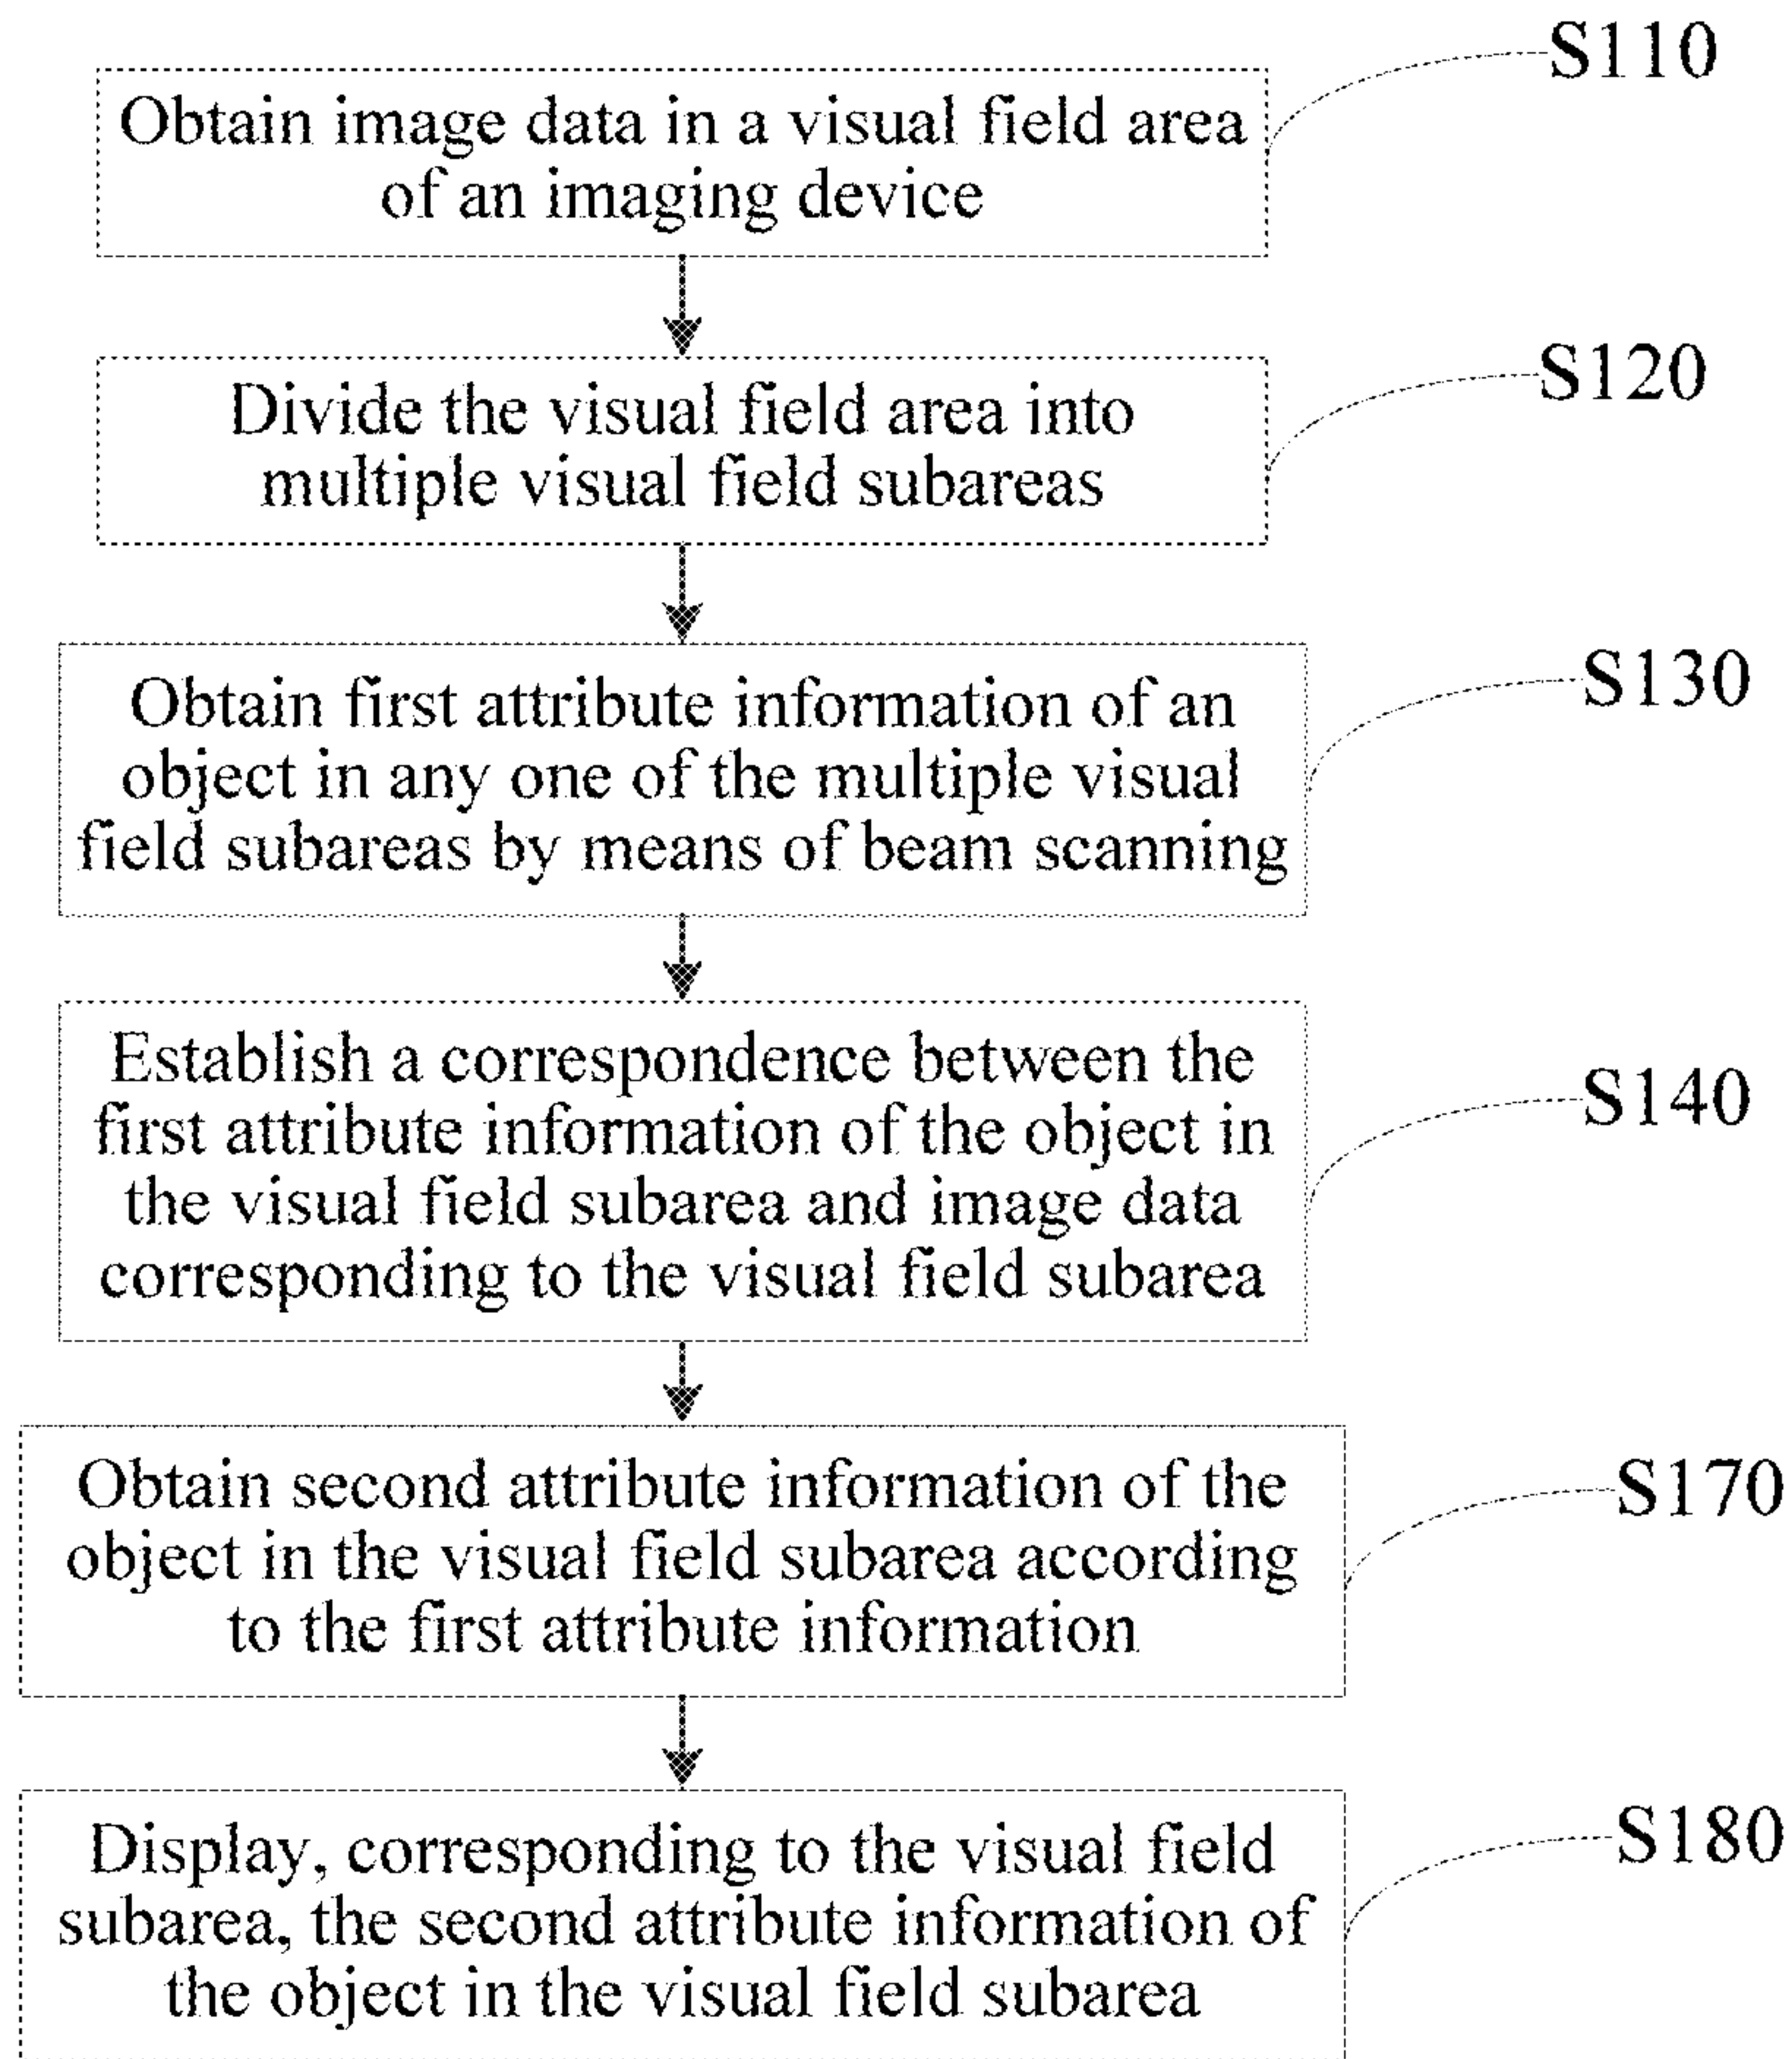 S110
Obtain image data in a visual field area
of an imaging device
S120
Divide the visual field area into
multiple visual field subareas
S130
Obtain first attribute information of an
object in any one of the multiple visual
field subareas by means of beam scanning
S140
Establish a correspondence between the
first attribute information of the object in
the visual field subarea and image data
corresponding to the visual field subarea
S170
Obtain second attribute information of the
object in the visual field subarea according
to the first attribute information
S180
Display, corresponding to the visual field
subarea, the second attribute information of
the object in the visual field subarea